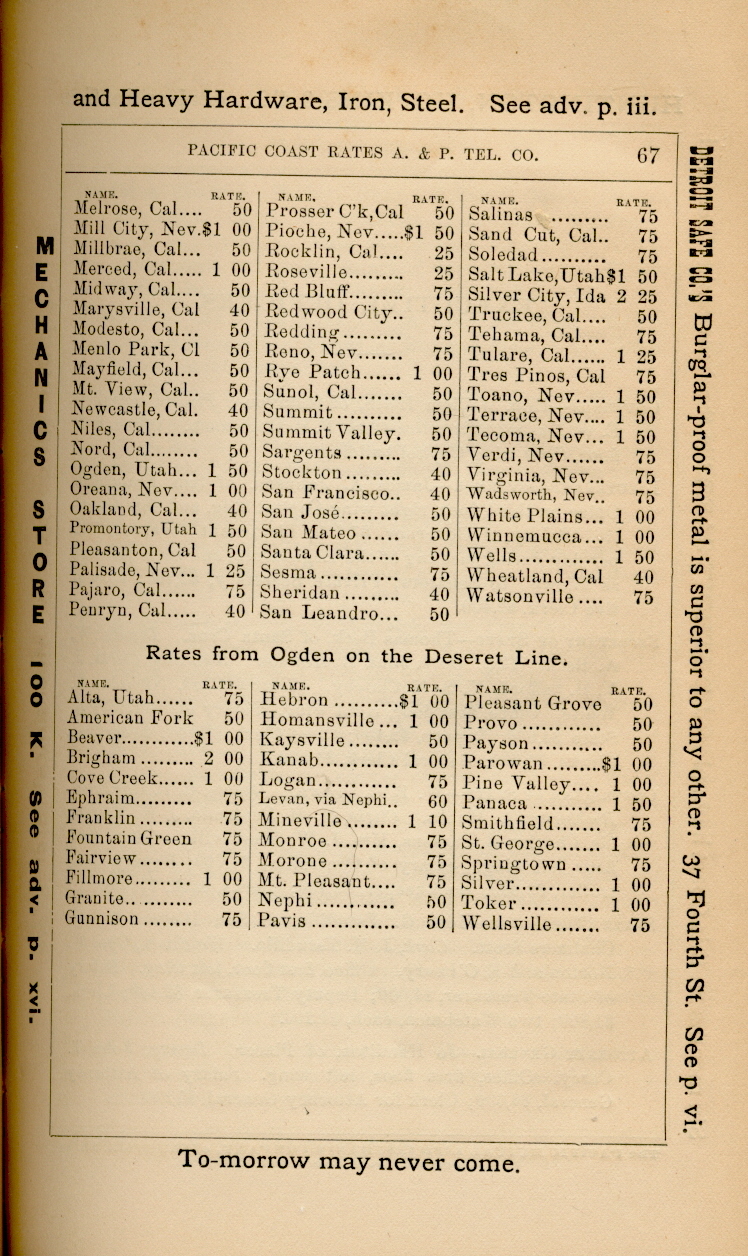 and Heavy Hardware, Iron, Steel. See adv. p. iii.
PACIFIC COAST RATES A. & P. TEL. CO. 67
NAME. RATE.
Melrose, Cal.... 50
Mill City, Nev.$1 00
Millbrae, Cal... 50
Merced, Cal..... 1 00
Midway, Cal.... 50
Marysville, Cal 40
Modesto, Cal... 50
Menlo Park, Cl 50
Mayfield, Cal... 50
Mt. View, Cal.. 50
Newcastle, Cal. 40
Niles, Cal........ 50
Nord, Cal........ 50
Ogden, Utah... 1 50
Oreana, Nev.... 1 00
Oakland, Cal... 40
Promontory, Utah 1 50
Pleasanton, Cal 50
Palisade, Nev... 1 25
Pajaro, Cal...... 75
Penryn, Cal..... 40
NAME. RATE.
Prosser C'k,Cal 50
Pioche, Nev.....$1 50
Rocklin, Cal.... 25
Roseville......... 25
Red Bluff......... 75
Redwood City.. 50
Redding......... 75
Reno, Nev....... 75
Rye Patch...... 1 00
Sunol, Cal....... 50
Summit.......... 50
Summit Valley. 50
Sargents ......... 75
Stockton ......... 40
San Francisco.. 40
San José......... 50
San Mateo ...... 50
Santa Clara...... 50
Sesma ............ 75
Sheridan ......... 40
San Leandro... 50
NAME. RATE.
Salinas ......... 75
Sand Cut, Cal.. 75
Soledad.......... 75
Salt Lake,Utah$1 50
Silver City, Ida 2 25
Truckee, Cal.... 50
Tehama, Cal.... 75
Tulare, Cal...... 1 25
Tres Pinos, Cal 75
Toano, Nev..... 1 50
Terrace, Nev.... 1 50
Tecoma, Nev... 1 50
Verdi, Nev...... 75
Virginia, Nev... 75
Wadsworth, Nev.. 75
White Plains... 1 00
Winnemucca... 1 00
Wells............. 1 50
Wheatland, Cal 40
Watsonville .... 75
Rates from Ogden on the Deseret Line.
NAME. RATE.
Alta, Utah...... 75
American Fork 50
Beaver...........$1 00
Brigham ......... 2 00
Cove Creek...... 1 00
Ephraim......... 75
Franklin ......... 75
Fountain Green 75
Fairview........ 75
Fillmore......... 1 00
Granite.. ........ 50
Gunnison ........ 75
NAME. RATE.
Hebron ..........$1 00
Homansville ... 1 00
Kaysville ........ 50
Kanab............ 1 00
Logan............ 75
Levan, via Nephi.. 60
Mineville ........ 1 10
Monroe .......... 75
Morone .......... 75
Mt. Pleasant.... 75
Nephi ............ 50
Pavis ............. 50
NAME. RATE.
Pleasant Grove 50
Provo ............ 50
Payson........... 50
Parowan.........$1 00
Pine Valley.... 1 00
Panaca .......... 1 50
Smithfield....... 75
St. George....... 1 00
Springtown ..... 75
Silver............. 1 00
Toker ............ 1 00
Wellsville....... 75
To-morrow may never come.
MECHANICS STORE 100 K. See adv. p. xvi.
DETROIT SAFE CO.'S Burglar-proof metal is superior to any other. 37 Fourth St. See p. vi.